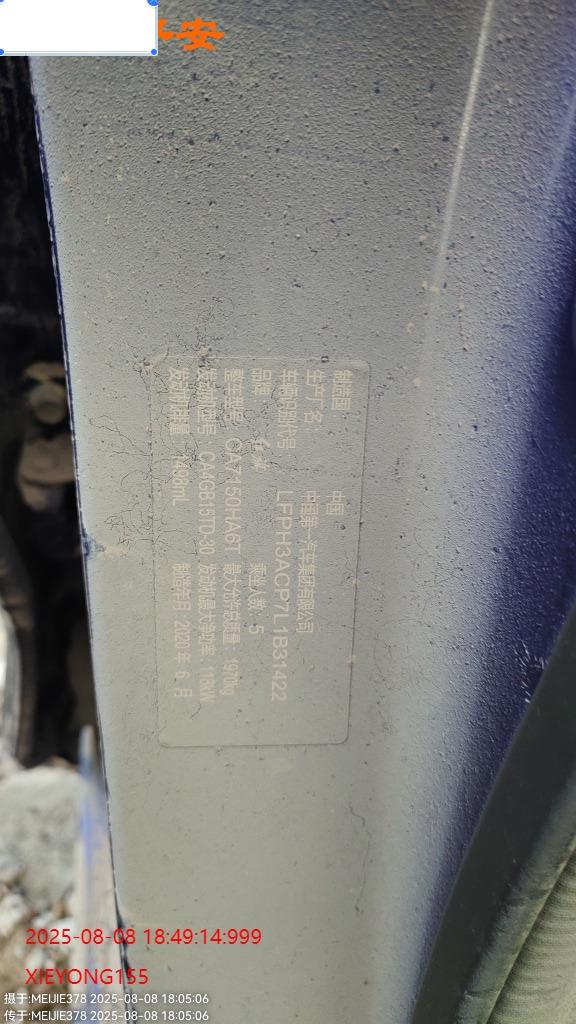 安
制造国: 中国
生产厂名: 中国第一汽车集团有限公司
车辆识别代号: LFPH3ACP7L1B31422
品牌 红旗 乘坐人数: 5
整车型号 CA7150HA6T 最大允许总质量: 1970kg
发动机型号 CA4GB15TD-30 发动机最大净功率: 118kW
发动机排量 1498mL 制造年月: 2020 年 6 月
2025-08-08 18:49:14:999
XIEYONG155
摄于:MEIJIE378 2025-08-08 18:05:06
传于:MEIJIE378 2025-08-08 18:05:06